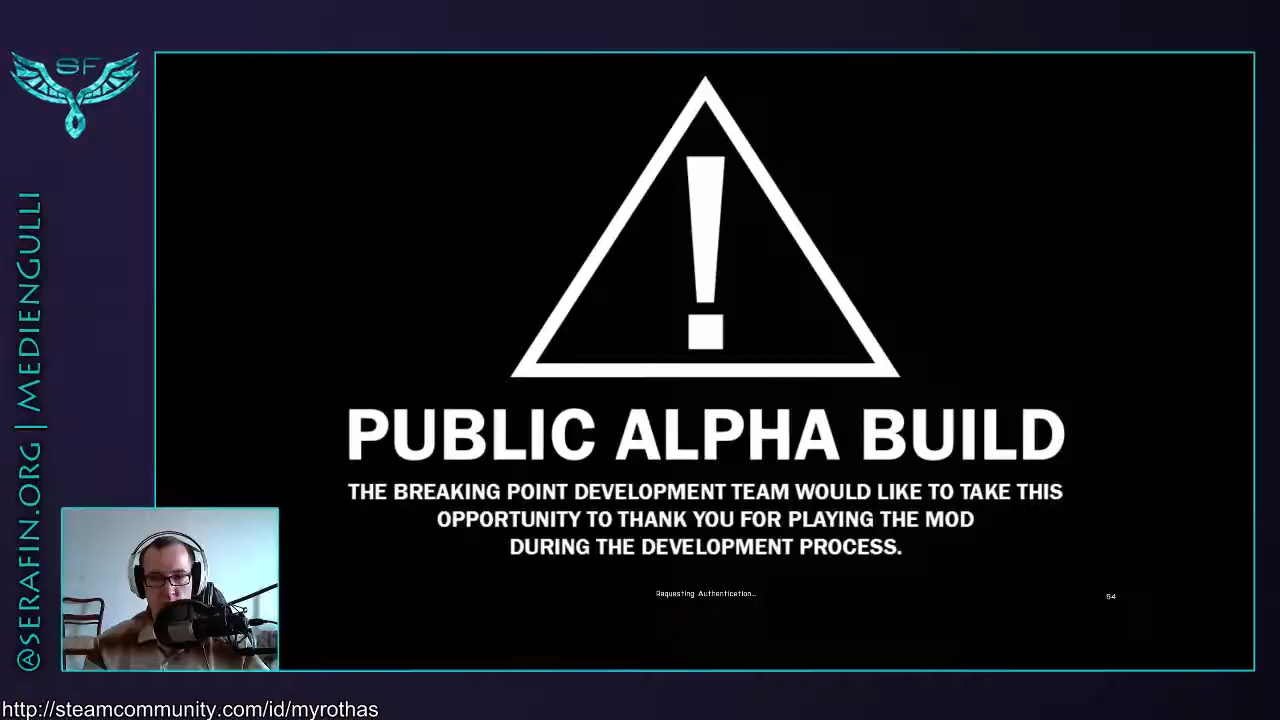 SF
@SERAFIN.ORG | MEDIENGULLI
PUBLIC ALPHA BUILD
THE BREAKING POINT DEVELOPMENT TEAM WOULD LIKE TO TAKE THIS
OPPORTUNITY TO THANK YOU FOR PLAYING THE MOD
DURING THE DEVELOPMENT PROCESS.
Requesting Authentication...
54
http://steamcommunity.com/id/myrothas